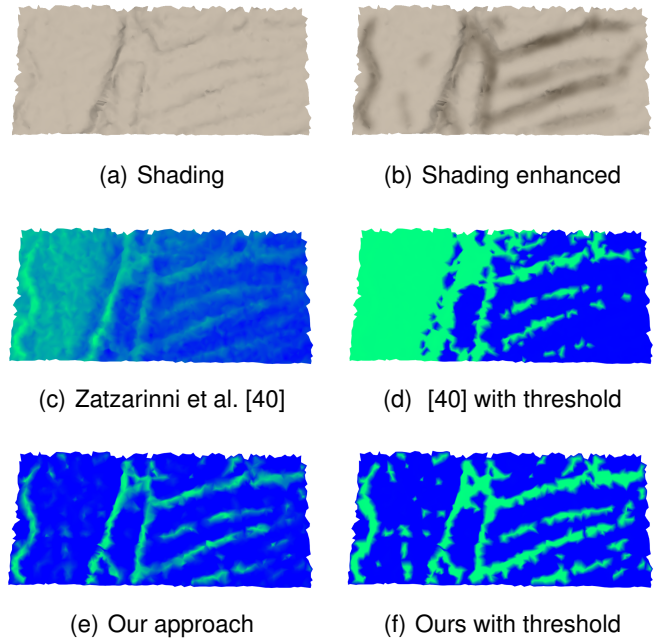 (a) Shading
(b) Shading enhanced
(c) Zatzarinni et al. [40]
(d) [40] with threshold
(e) Our approach
(f) Ours with threshold